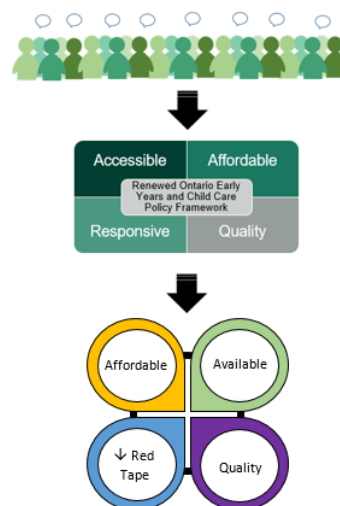 Accessible
Affordable
Renewed Ontario Early
Years and Child Care
Policy Framework
Responsive
Quality
Affordable
Available
↓ Red
Tape
Quality